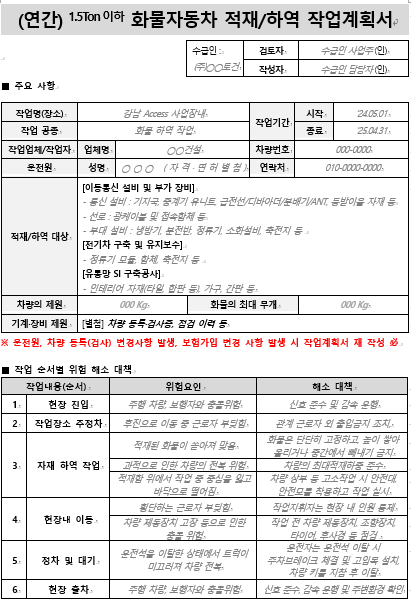 (연간) 1.5Ton 이하 화물자동차 적재/하역 작업계획서
수급인 : 검토자 수급인 사업주(인)
(주)○○토건 작성자 수급인 담당자(인)
■ 주요 사항
작업명(장소) 강남 Access 사업장내 작업기간 시작 24.05.01
작업 공종 화물 하역 작업 종료 25.04.31
작업업체/작업자 업체명 ○○건설 차량번호 000-0000
운전원 성명 ○ ○ ○ (자격·면허 별첨) 연락처 010-0000-0000
적재/하역 대상
[이동통신 설비 및 부가 장비]
- 통신 설비 : 기지국, 중계기 유니트, 급전선/디바이더/분배기/ANT, 등받이용 자재 등
- 선로 : 광케이블 및 접속함체 등
- 부대 설비 : 냉방기, 분전반, 정류기, 소화설비, 축전지 등
[전기차 구축 및 유지보수]
- 정류기 모듈, 함체, 축전지 등
[유통망 SI 구축공사]
- 인테리어 자재(타일, 합판 등), 가구, 간판 등
차량의 제원 000 Kg 화물의 최대 무게 000 Kg
기계·장비 제원 [별첨] 차량 등록·검사증, 점검 이력 등
※ 운전원, 차량 등록(검사) 변경사항 발생, 보험가입 변경 사항 발생 시 작업계획서 재 작성 必
■ 작업 순서별 위험 해소 대책
작업내용(순서) 위험요인 해소 대책
1 현장 진입 주행 차량, 보행자와 충돌위험 신호 준수 및 감속 운행
2 작업장소 주정차 후진으로 이동 중 근로자 부딪힘 관계 근로자 외 출입금지 조치
3 자재 하역 작업 적재된 화물이 쏟아져 맞음 화물은 단단히 고정하고, 높이 쌓아
올리거나 중간에서 빼내기 금지
과적으로 인한 차량의 전복 위험 차량의 최대적재하중 준수
적재함 위에서 작업 중 중심을 잃고
바닥으로 떨어짐
차량 상부 등 고소작업 시 안전대,
안전모를 착용하고 작업 실시
4 현장내 이동 횡단하는 근로자 부딪힘 작업지휘자는 현장 내 인원 통제
차량 제동장치 고장 등으로 인한
충돌 위험
작업 전 차량 제동장치, 조향장치,
타이어, 후사경 등 점검
5 정차 및 대기 운전석을 이탈한 상태에서 트럭이
미끄러져 차량 전복
운전자는 운전석 이탈 시
주차브레이크 체결 및 고임목 설치,
차량 키를 지참 후 이탈
6 현장 출차 주행 차량, 보행자와 충돌위험 신호 준수, 감속 운행 및 주변환경 확인